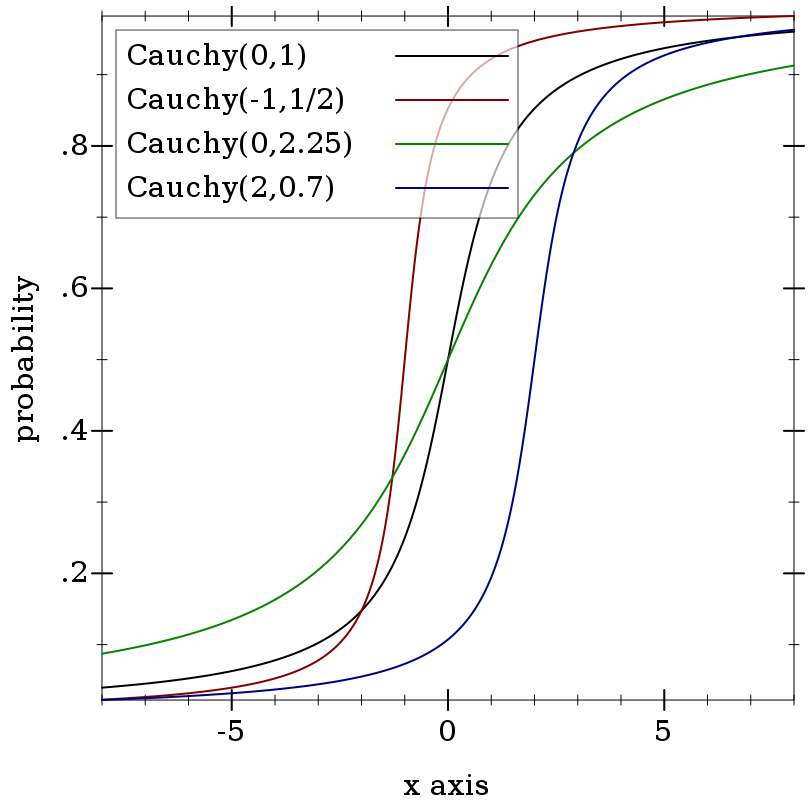 Cauchy(0,1)
Cauchy(-1,1/2)
Cauchy(0,2.25)
Cauchy(2,0.7)
.8
.6
.4
.2
probability
-5 0 5
x axis